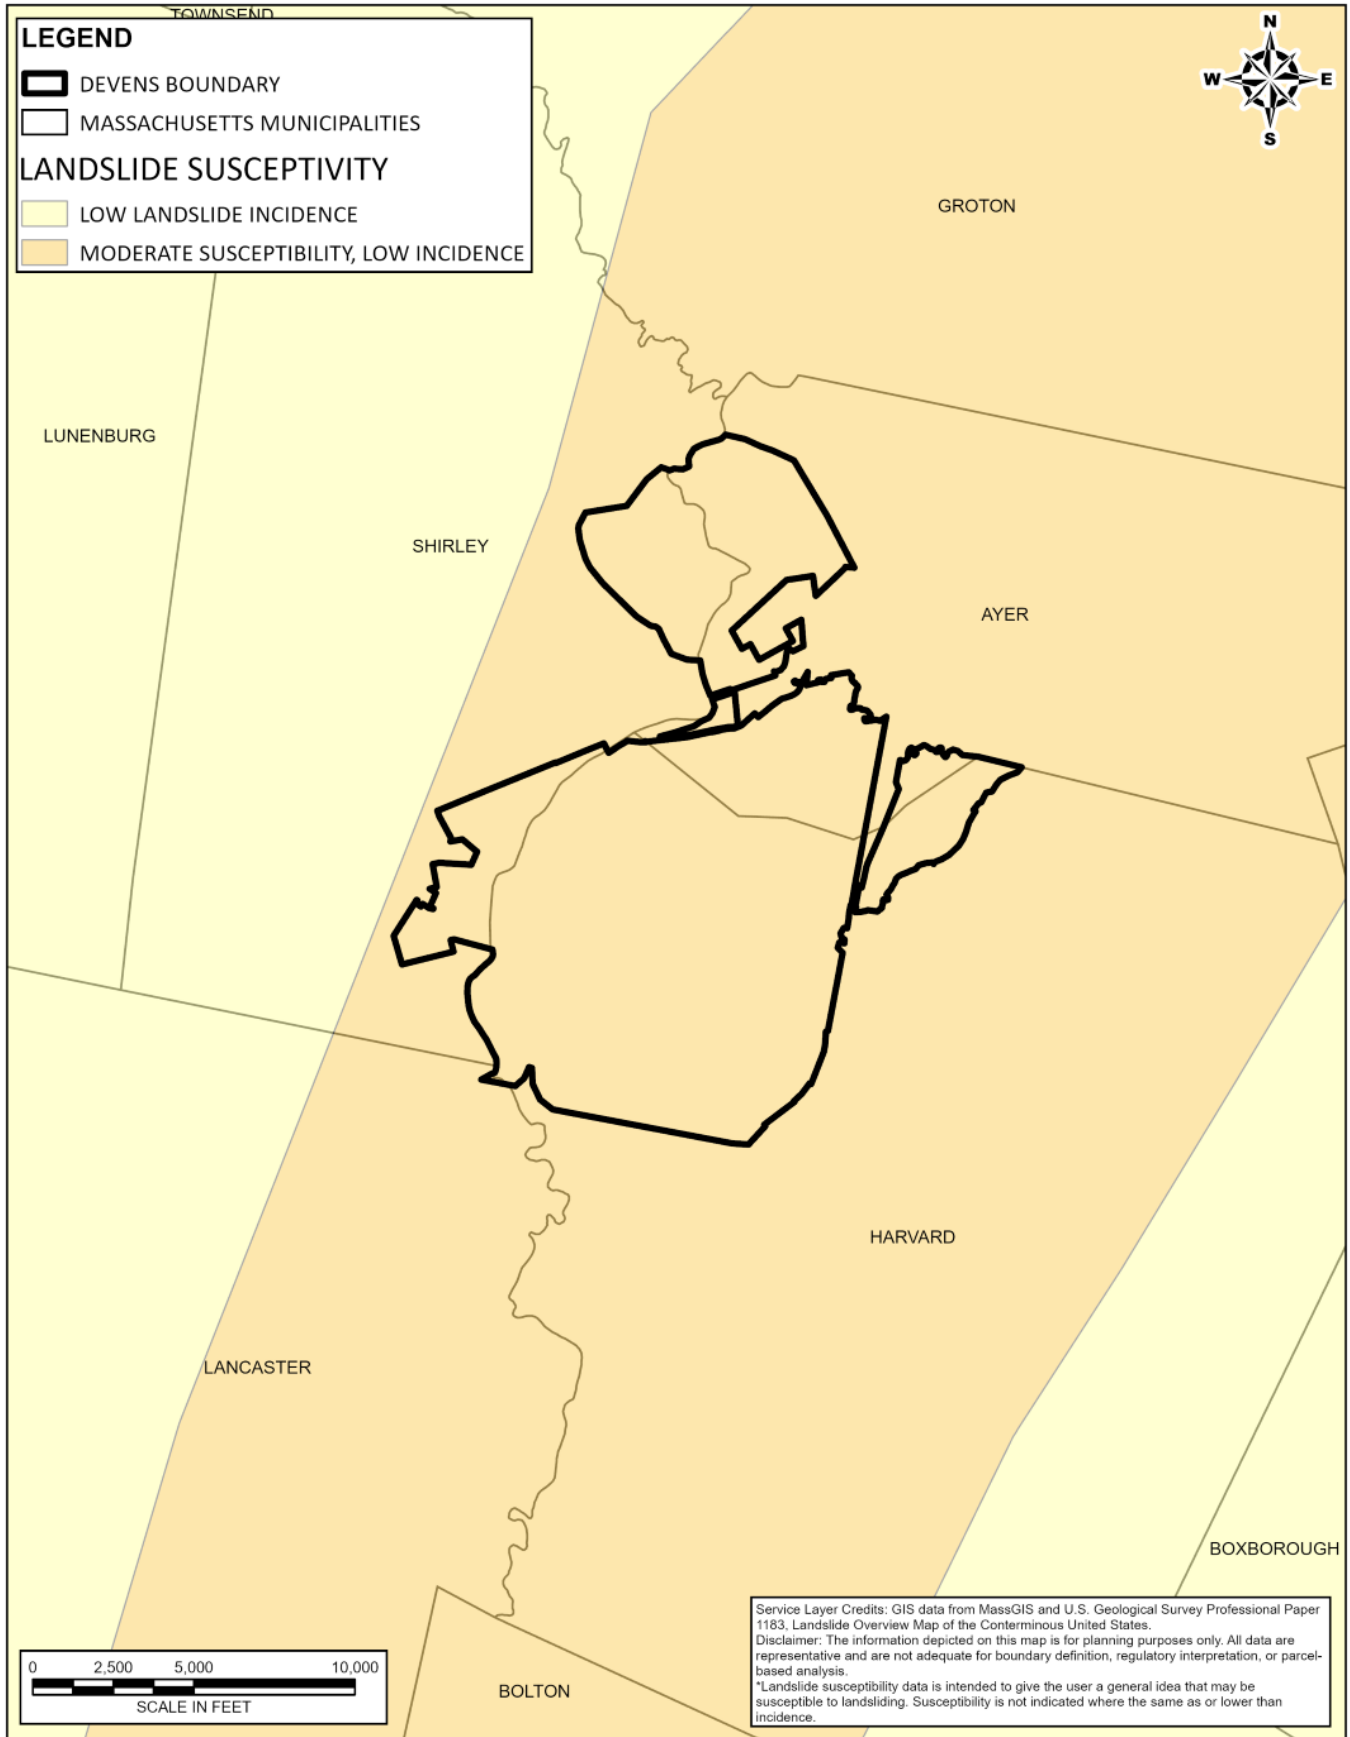 TOWNSEND
LEGEND
DEVENS BOUNDARY
MASSACHUSETTS MUNICIPALITIES
LANDSLIDE SUSCEPTIVITY
LOW LANDSLIDE INCIDENCE
MODERATE SUSCEPTIBILITY, LOW INCIDENCE
N
W E
S
GROTON
LUNENBURG
SHIRLEY
AYER
HARVARD
LANCASTER
BOXBOROUGH
BOLTON
0 2,500 5,000 10,000
SCALE IN FEET
Service Layer Credits: GIS data from MassGIS and U.S. Geological Survey Professional Paper
1183, Landslide Overview Map of the Conterminous United States.
Disclaimer: The information depicted on this map is for planning purposes only. All data are
representative and are not adequate for boundary definition, regulatory interpretation, or parcel-
based analysis.
*Landslide susceptibility data is intended to give the user a general idea that may be
susceptible to landsliding. Susceptibility is not indicated where the same as or lower than
incidence.